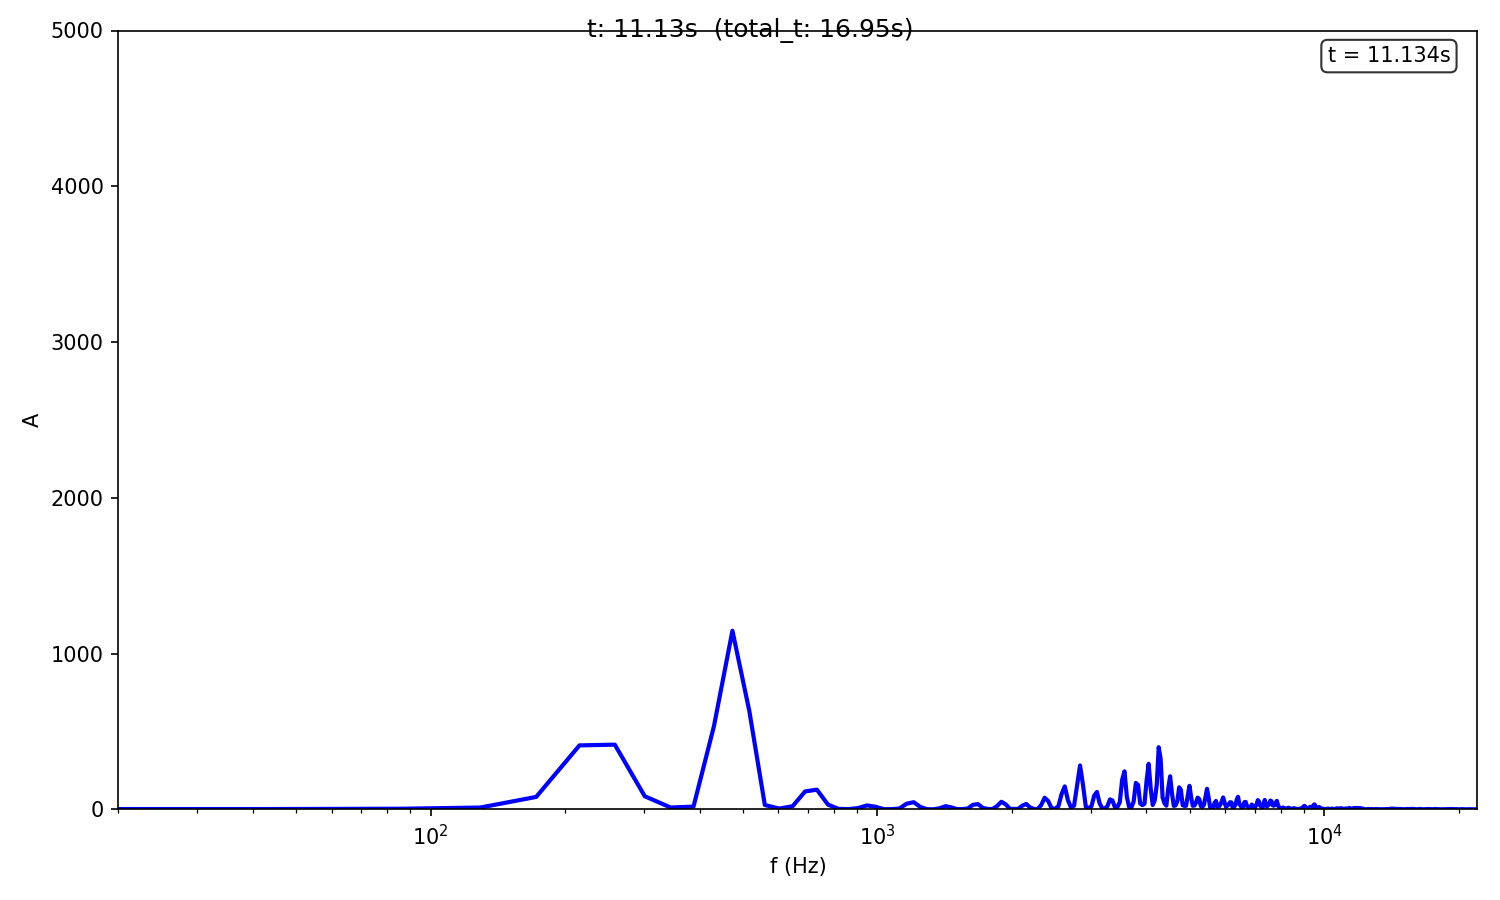 t: 11.13s  (total_t: 16.95s)
t = 11.134s
5000
4000
3000
2000
1000
0
A
10²
10³
10⁴
f (Hz)